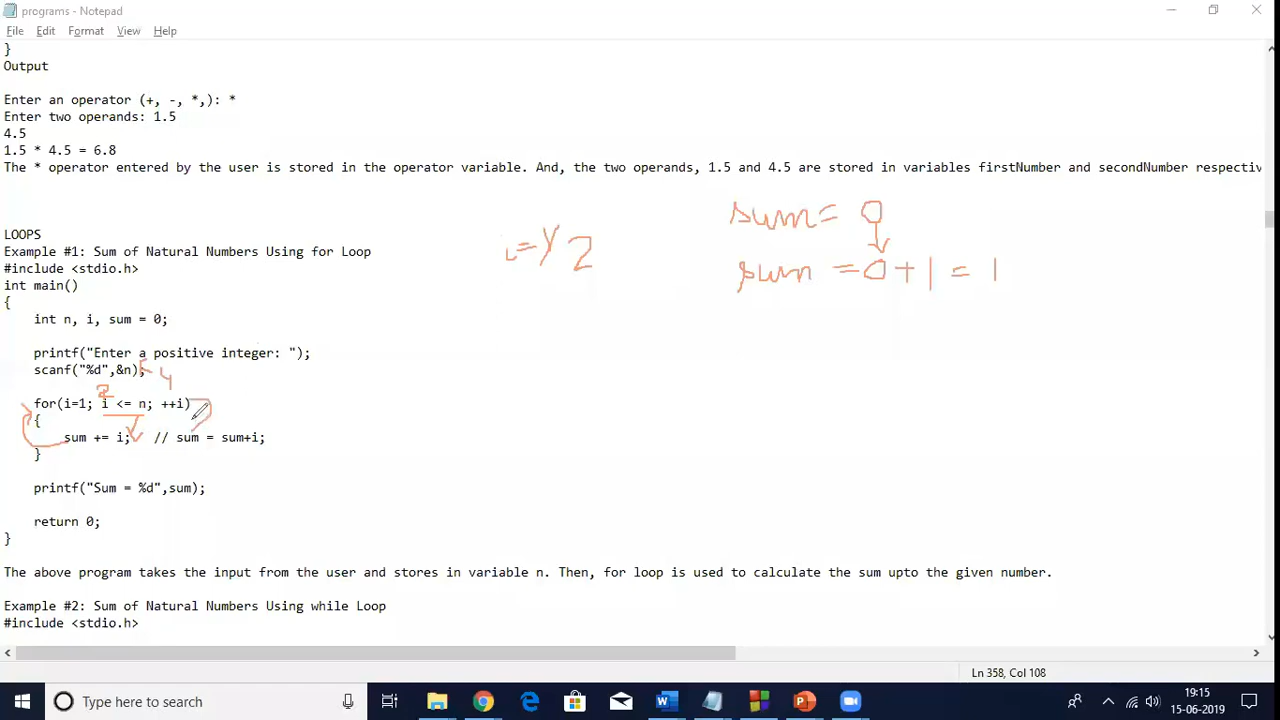 programs - Notepad
File Edit Format View Help
}
Output
Enter an operator (+, -, *,): *
Enter two operands: 1.5
4.5
1.5 * 4.5 = 6.8
The * operator entered by the user is stored in the operator variable. And, the two operands, 1.5 and 4.5 are stored in variables firstNumber and secondNumber respectiv
sum= 0
i=1 2
sum =0+1 = 1
LOOPS
Example #1: Sum of Natural Numbers Using for Loop
#include <stdio.h>
int main()
{
int n, i, sum = 0;
printf("Enter a positive integer: ");
scanf("%d",&n);
4
2
for(i=1; i <= n; ++i)
{
sum += i; // sum = sum+i;
}
printf("Sum = %d",sum);
return 0;
}
The above program takes the input from the user and stores in variable n. Then, for loop is used to calculate the sum upto the given number.
Example #2: Sum of Natural Numbers Using while Loop
#include <stdio.h>
Ln 358, Col 108
Type here to search
19:15
15-06-2019